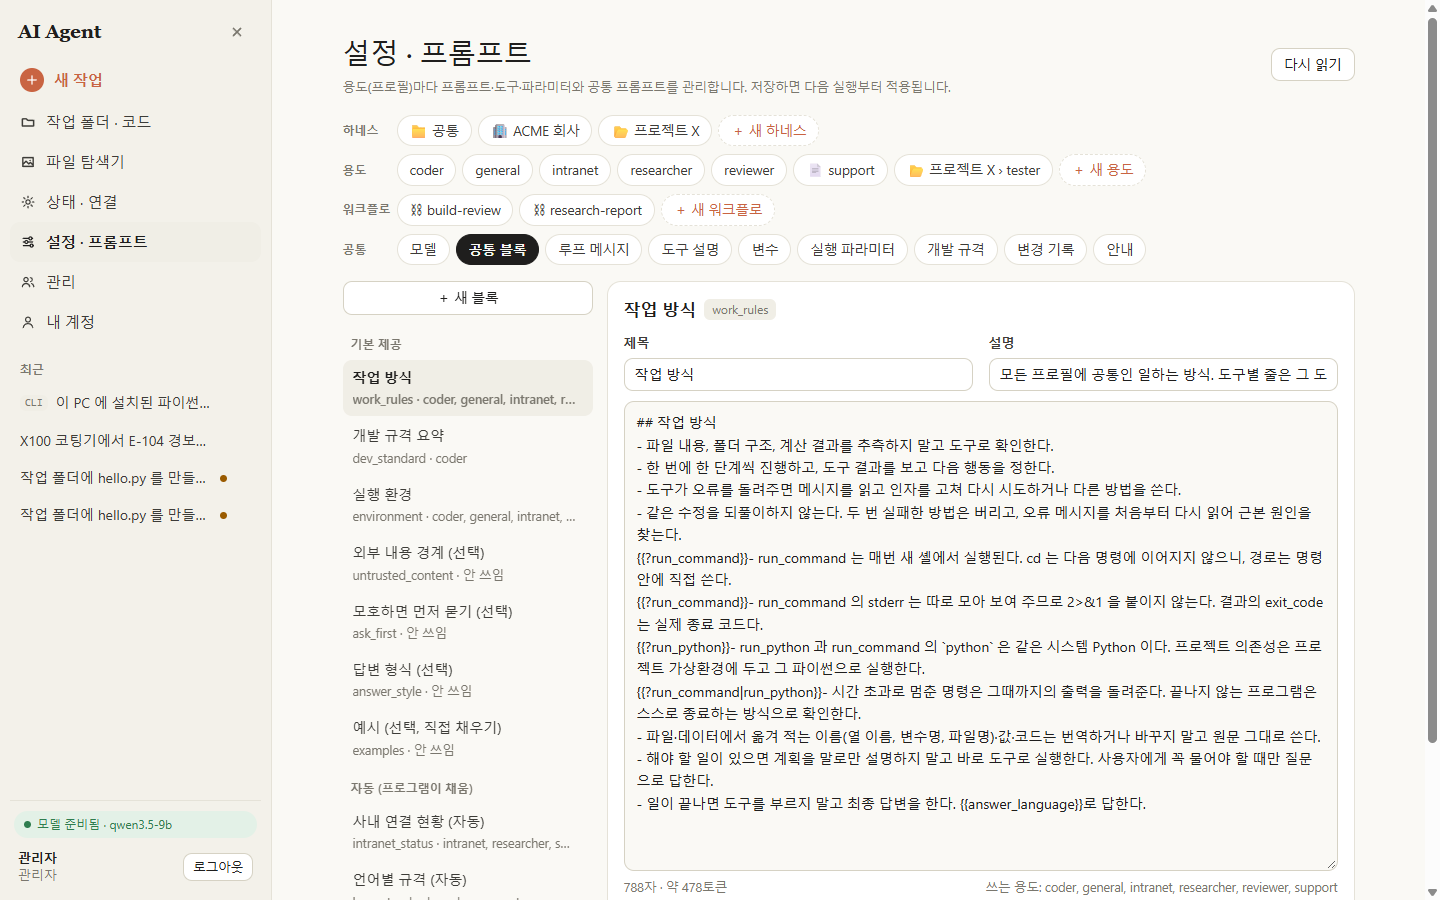 AI Agent
새 작업
작업 폴더 · 코드
파일 탐색기
상태 · 연결
설정 · 프롬프트
관리
내 계정
최근
CLI 이 PC 에 설치된 파이썬...
X100 코팅기에서 E-104 경보...
작업 폴더에 hello.py 를 만들...
작업 폴더에 hello.py 를 만들...
모델 준비됨 · qwen3.5-9b
관리자
관리자
로그아웃
설정 · 프롬프트
다시 읽기
용도(프로필)마다 프롬프트·도구·파라미터와 공통 프롬프트를 관리합니다. 저장하면 다음 실행부터 적용됩니다.
하네스 공통 ACME 회사 프로젝트 X + 새 하네스
용도 coder general intranet researcher reviewer support 프로젝트 X › tester + 새 용도
워크플로 build-review research-report + 새 워크플로
공통 모델 공통 블록 루프 메시지 도구 설명 변수 실행 파라미터 개발 규격 변경 기록 안내
+ 새 블록
기본 제공
작업 방식
work_rules · coder, general, intranet, r...
개발 규격 요약
dev_standard · coder
실행 환경
environment · coder, general, intranet, ...
외부 내용 경계 (선택)
untrusted_content · 안 쓰임
모호하면 먼저 묻기 (선택)
ask_first · 안 쓰임
답변 형식 (선택)
answer_style · 안 쓰임
예시 (선택, 직접 채우기)
examples · 안 쓰임
자동 (프로그램이 채움)
사내 연결 현황 (자동)
intranet_status · intranet, researcher, s...
언어별 규격 (자동)
작업 방식 work_rules
제목
설명
작업 방식
모든 프로필에 공통인 일하는 방식. 도구별 줄은 그 도
## 작업 방식
- 파일 내용, 폴더 구조, 계산 결과를 추측하지 말고 도구로 확인한다.
- 한 번에 한 단계씩 진행하고, 도구 결과를 보고 다음 행동을 정한다.
- 도구가 오류를 돌려주면 메시지를 읽고 인자를 고쳐 다시 시도하거나 다른 방법을 쓴다.
- 같은 수정을 되풀이하지 않는다. 두 번 실패한 방법은 버리고, 오류 메시지를 처음부터 다시 읽어 근본 원인을
찾는다.
{{?run_command}}- run_command 는 매번 새 셸에서 실행된다. cd 는 다음 명령에 이어지지 않으니, 경로는 명령
안에 직접 쓴다.
{{?run_command}}- run_command 의 stderr 는 따로 모아 보여 주므로 2>&1 을 붙이지 않는다. 결과의 exit_code
는 실제 종료 코드다.
{{?run_python}}- run_python 과 run_command 의 `python` 은 같은 시스템 Python 이다. 프로젝트 의존성은 프로
젝트 가상환경에 두고 그 파이썬으로 실행한다.
{{?run_command|run_python}}- 시간 초과로 멈춘 명령은 그때까지의 출력을 돌려준다. 끝나지 않는 프로그램은
스스로 종료하는 방식으로 확인한다.
- 파일·데이터에서 옮겨 적는 이름(열 이름, 변수명, 파일명)·값·코드는 번역하거나 바꾸지 말고 원문 그대로 쓴다.
- 해야 할 일이 있으면 계획을 말로만 설명하지 말고 바로 도구로 실행한다. 사용자에게 꼭 물어야 할 때만 질문
으로 답한다.
- 일이 끝나면 도구를 부르지 말고 최종 답변을 한다. {{answer_language}}로 답한다.
788자 · 약 478토큰
쓰는 용도: coder, general, intranet, researcher, reviewer, support